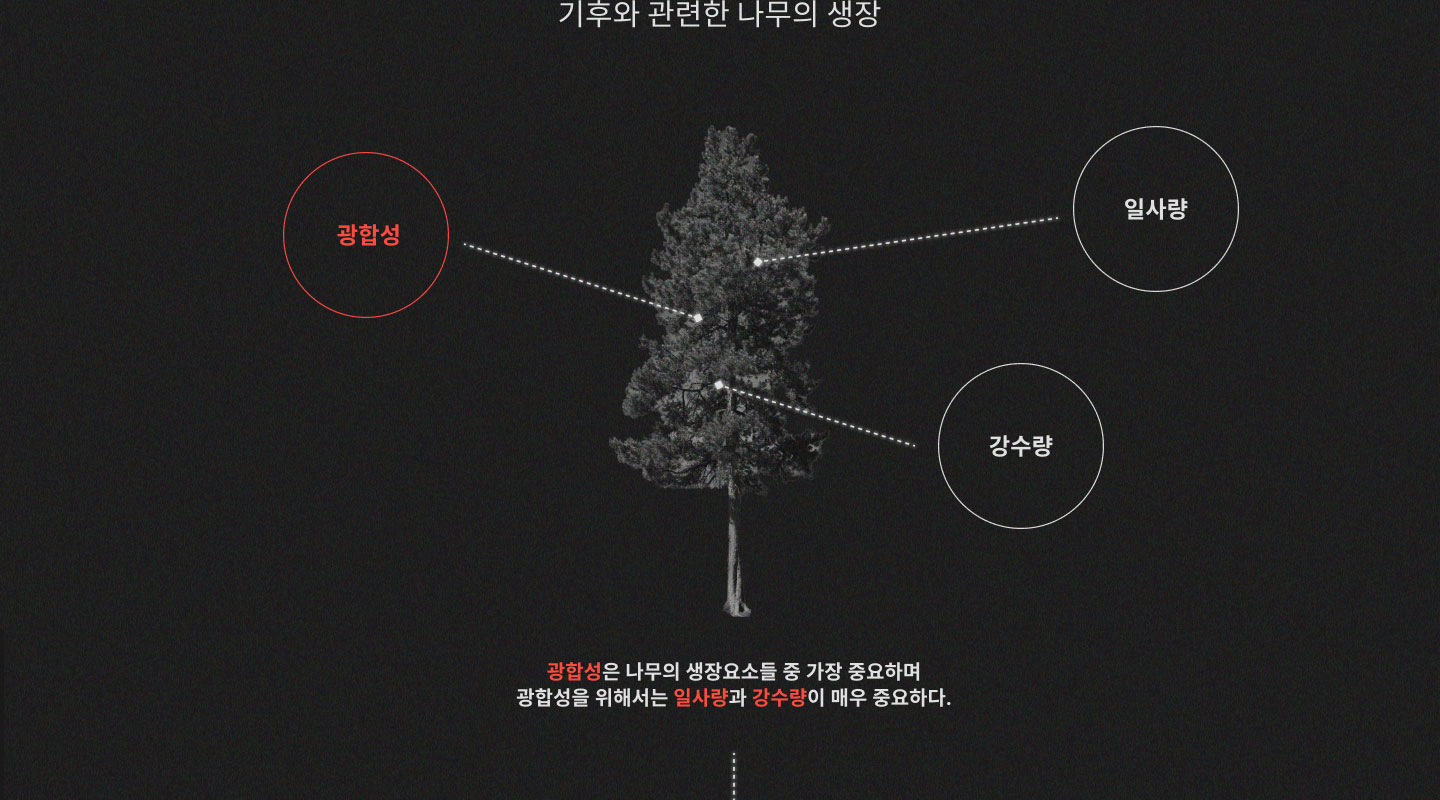 기후와 관련한 나무의 생장
광합성
일사량
강수량
광합성은 나무의 생장요소들 중 가장 중요하며
광합성을 위해서는 일사량과 강수량이 매우 중요하다.